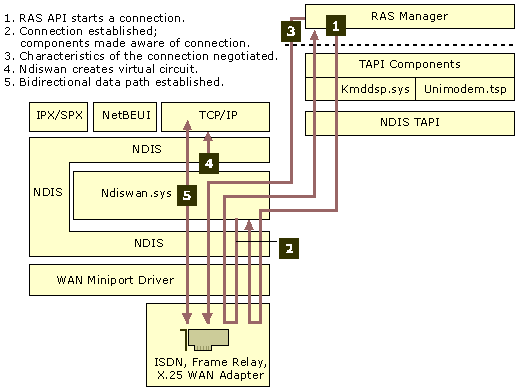 1. RAS API starts a connection.
2. Connection established;
components made aware of connection.
3. Characteristics of the connection negotiated.
4. Ndiswan creates virtual circuit.
5. Bidirectional data path established.
RAS Manager
3
1
TAPI Components
Kmddsp.sys
Unimodem.tsp
NDIS TAPI
IPX/SPX
NetBEUI
TCP/IP
NDIS
4
NDIS
Ndiswan.sys
5
NDIS
2
WAN Miniport Driver
ISDN, Frame Relay,
X.25 WAN Adapter